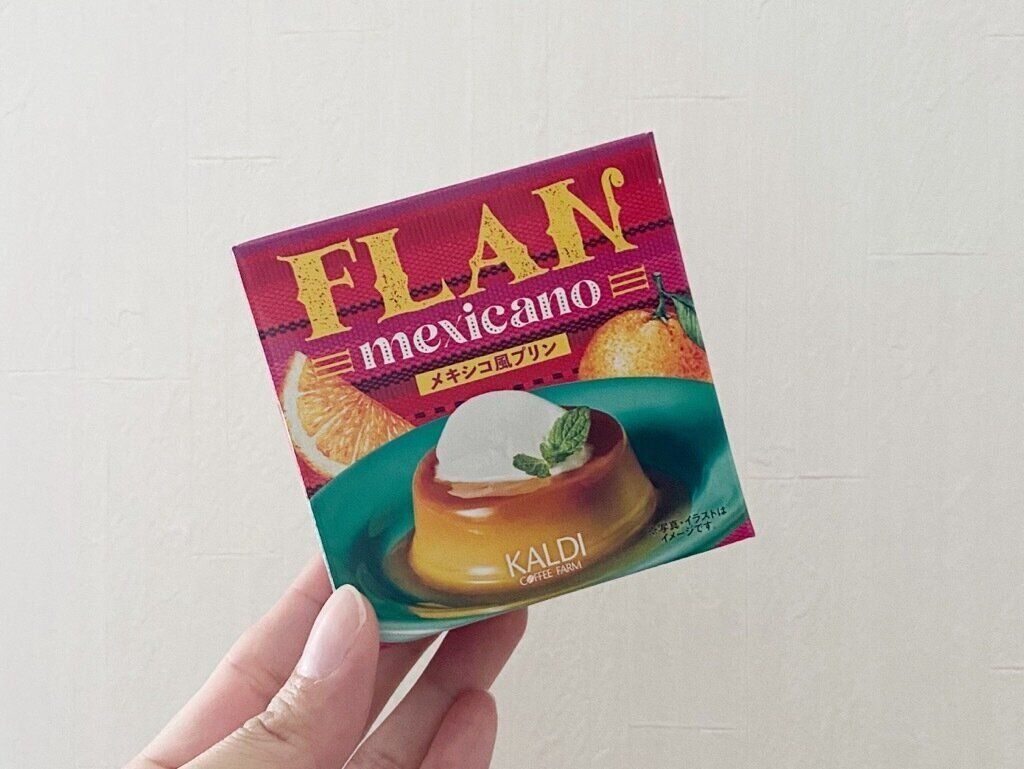 FLAN
mexicano
メキシコ風プリン
KALDI
COFFEE FARM
※写真・イラストは
イメージです。